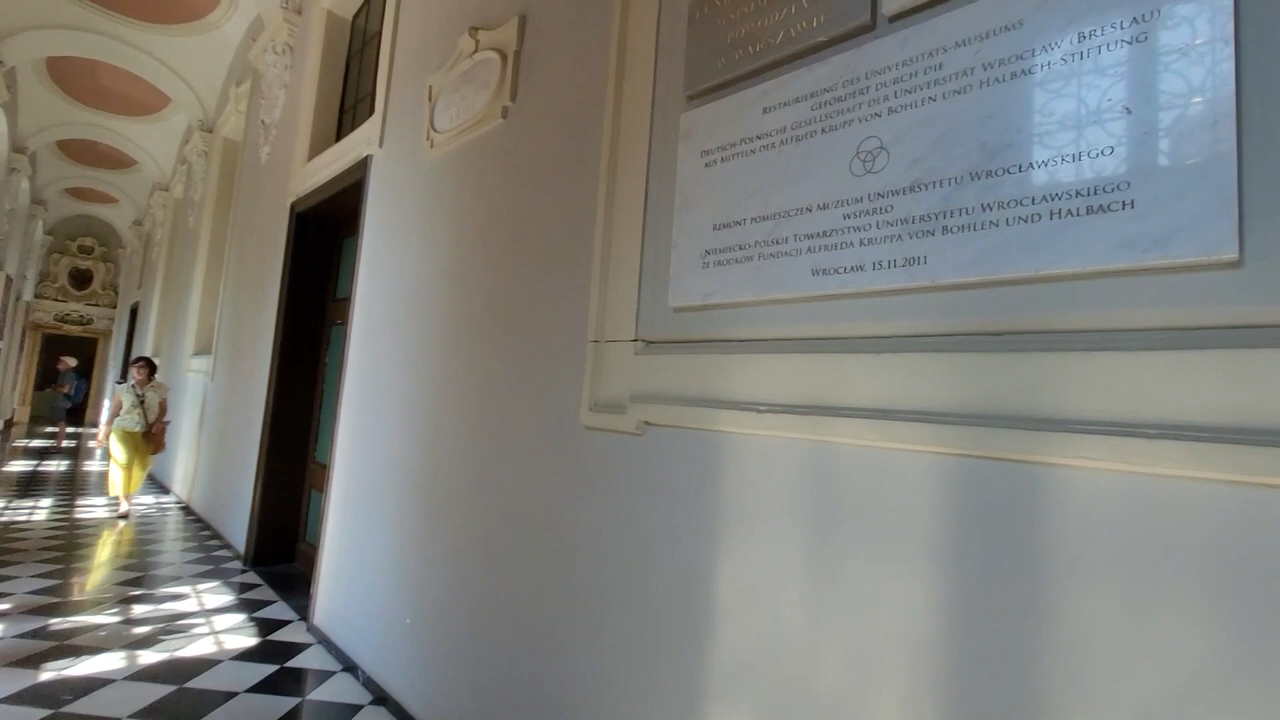 POWODZIAN
W WARSZAWIE
RESTAURIERUNG DES UNIVERSITÄTS-MUSEUMS
GEFÖRDERT DURCH DIE
DEUTSCH-POLNISCHE GESELLSCHAFT DER UNIVERSITÄT WROCŁAW (BRESLAU)
AUS MITTELN DER ALFRIED KRUPP VON BOHLEN UND HALBACH-STIFTUNG
REMONT POMIESZCZEŃ MUZEUM UNIWERSYTETU WROCŁAWSKIEGO
WSPARŁO
NIEMIECKO-POLSKIE TOWARZYSTWO UNIWERSYTETU WROCŁAWSKIEGO
ZE ŚRODKÓW FUNDACJI ALFRIEDA KRUPPA VON BOHLEN UND HALBACH
WROCŁAW, 15.11.2011